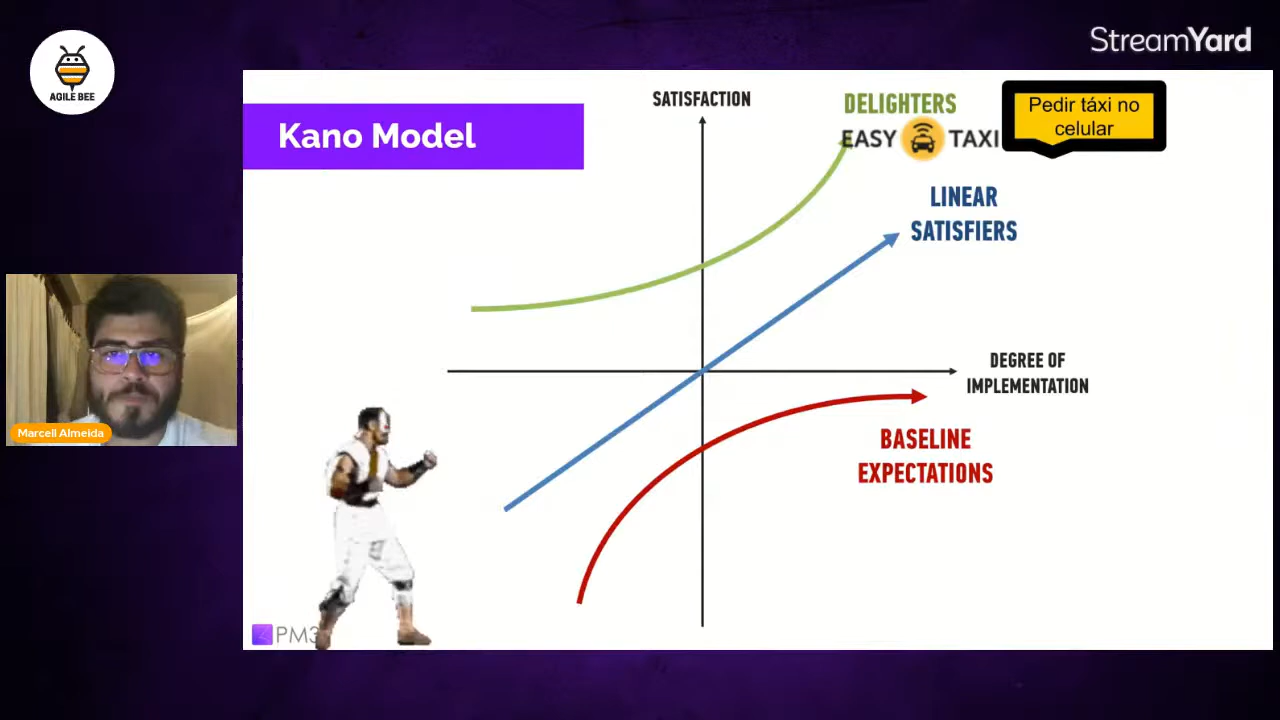 AGILE BEE
StreamYard
Kano Model
SATISFACTION
DELIGHTERS
EASY TAXI
Pedir táxi no
celular
LINEAR
SATISFIERS
DEGREE OF
IMPLEMENTATION
BASELINE
EXPECTATIONS
Marcell Almeida
PM3